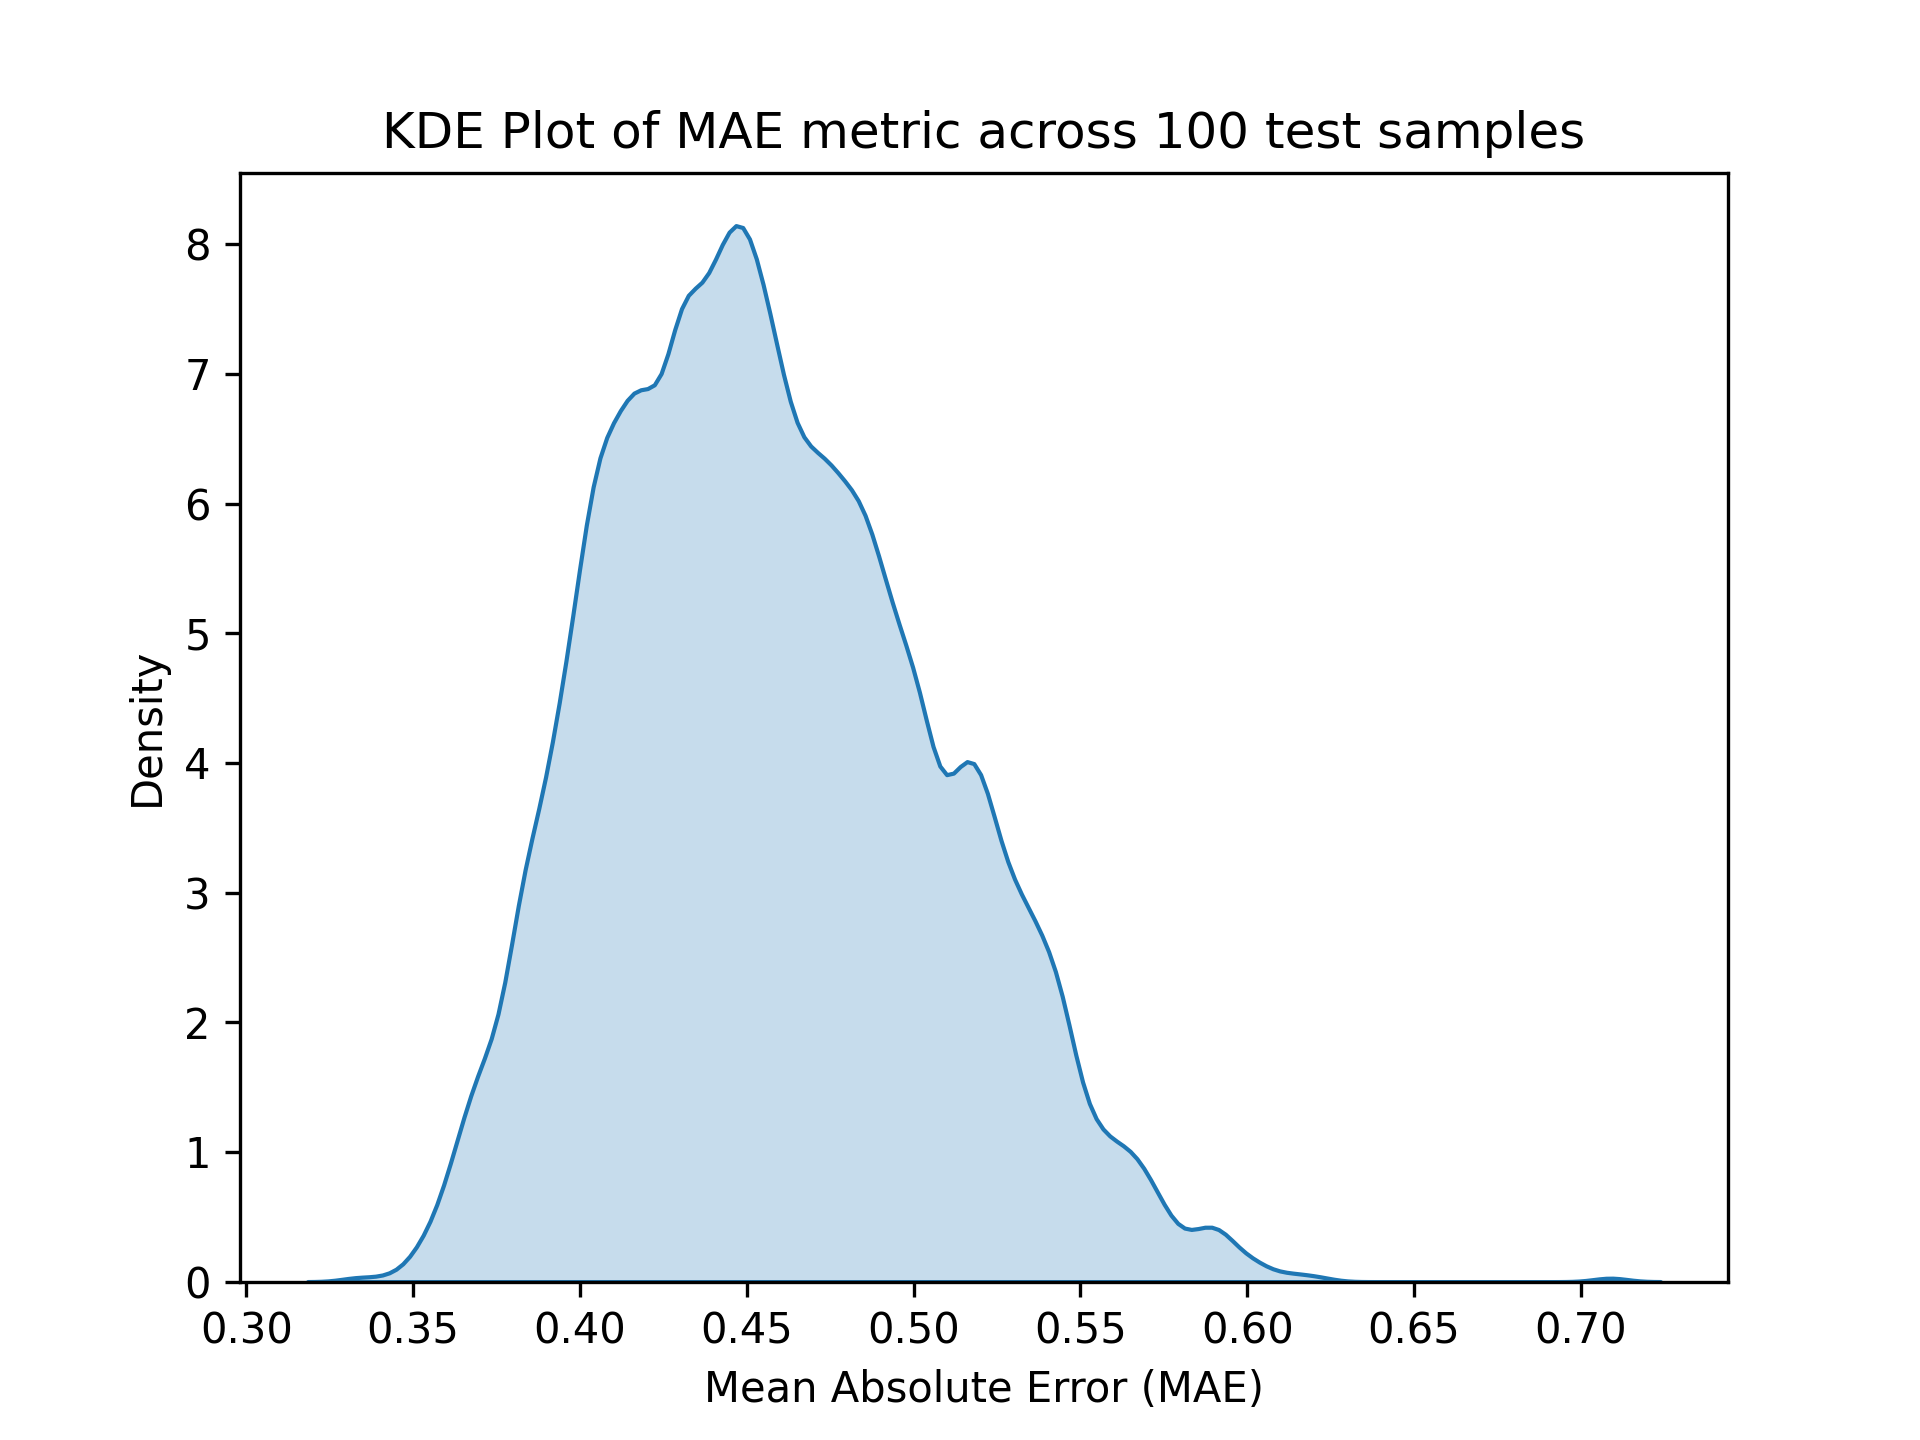 KDE Plot of MAE metric across 100 test samples
Density
8
7
6
5
4
3
2
1
0
0.30 0.35 0.40 0.45 0.50 0.55 0.60 0.65 0.70
Mean Absolute Error (MAE)